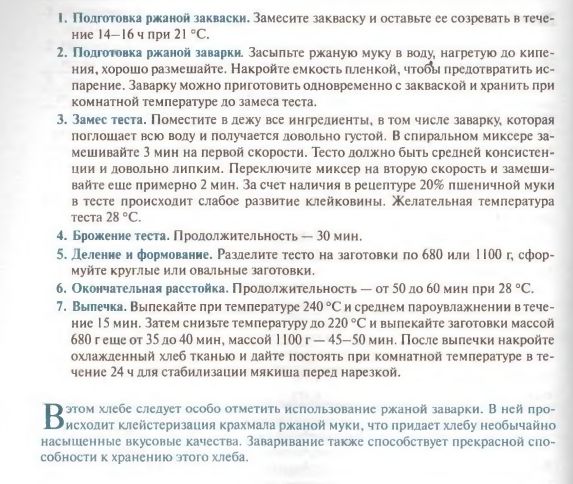 1. Подготовка ржаной закваски. Замесите закваску и оставьте ее созревать в тече-
ние 14–16 ч при 21 °С.
2. Подготовка ржаной заварки. Засыпьте ржаную муку в воду, нагретую до кипе-
ния, хорошо размешайте. Накройте емкость пленкой, чтобы предотвратить ис-
парение. Заварку можно приготовить одновременно с закваской и хранить при
комнатной температуре до замеса теста.
3. Замес теста. Поместите в дежу все ингредиенты, в том числе заварку, которая
поглощает всю воду и получается довольно густой. В спиральном миксере за-
мешивайте 3 мин на первой скорости. Тесто должно быть средней консистен-
ции и довольно липким. Переключите миксер на вторую скорость и замеши-
вайте еще примерно 2 мин. За счет наличия в рецептуре 20% пшеничной муки
в тесте происходит слабое развитие клейковины. Желательная температура
теста 28 °С.
4. Брожение теста. Продолжительность — 30 мин.
5. Деление и формование. Разделите тесто на заготовки по 680 или 1100 г, сфор-
муйте круглые или овальные заготовки.
6. Окончательная расстойка. Продолжительность — от 50 до 60 мин при 28 °С.
7. Выпечка. Выпекайте при температуре 240 °С и среднем пароувлажнении в тече-
ние 15 мин. Затем снизьте температуру до 220 °С и выпекайте заготовки массой
680 г еще от 35 до 40 мин, массой 1100 г — 45–50 мин. После выпечки накройте
охлажденный хлеб тканью и дайте постоять при комнатной температуре в те-
чение 24 ч для стабилизации мякиша перед нарезкой.
В этом хлебе следует особо отметить использование ржаной заварки. В ней про-
исходит клейстеризация крахмала ржаной муки, что придает хлебу необычайно
насыщенные вкусовые качества. Заваривание также способствует прекрасной спо-
собности к хранению этого хлеба.